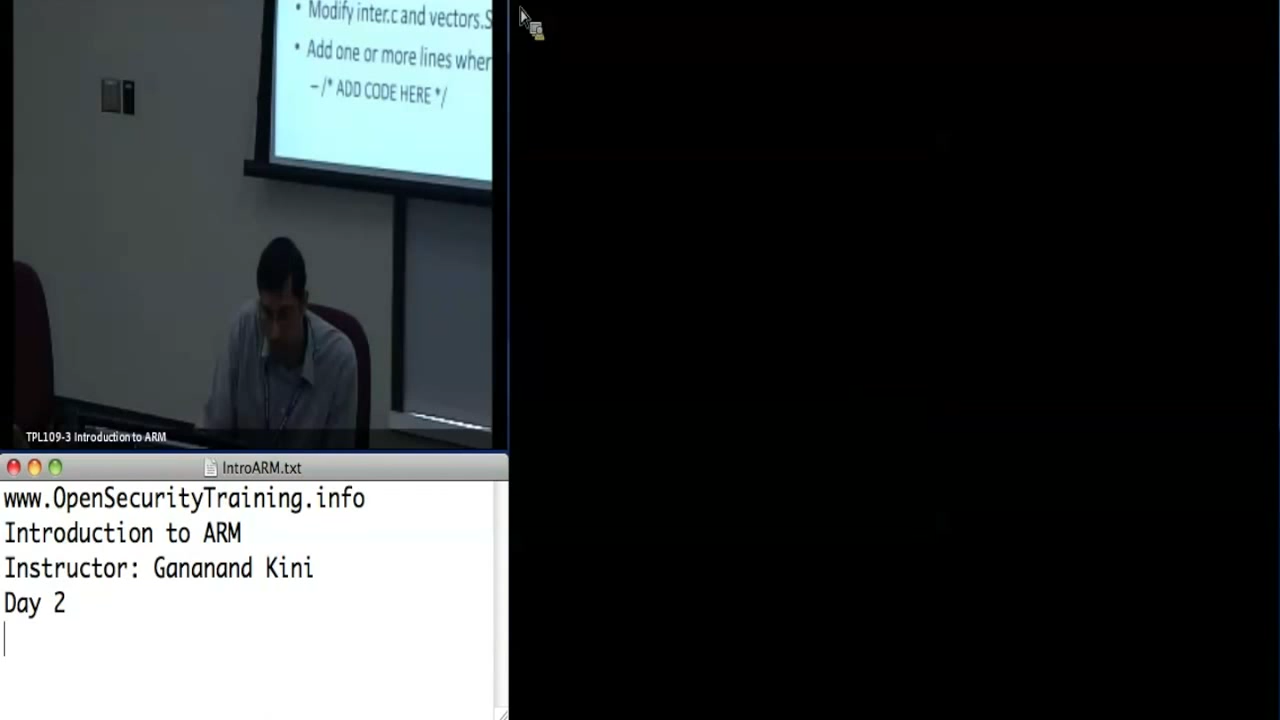 • Modify inter.c and vectors.S
• Add one or more lines wher
– /* ADD CODE HERE */
TPL109-3 Introduction to ARM
IntroARM.txt
www.OpenSecurityTraining.info
Introduction to ARM
Instructor: Gananand Kini
Day 2